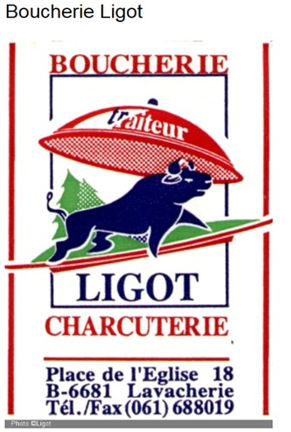 Boucherie Ligot
BOUCHERIE
traiteur
LIGOT
CHARCUTERIE
Place de l'Eglise 18
B-6681 Lavacherie
Tél./Fax (061) 688019
Photo ©Ligot